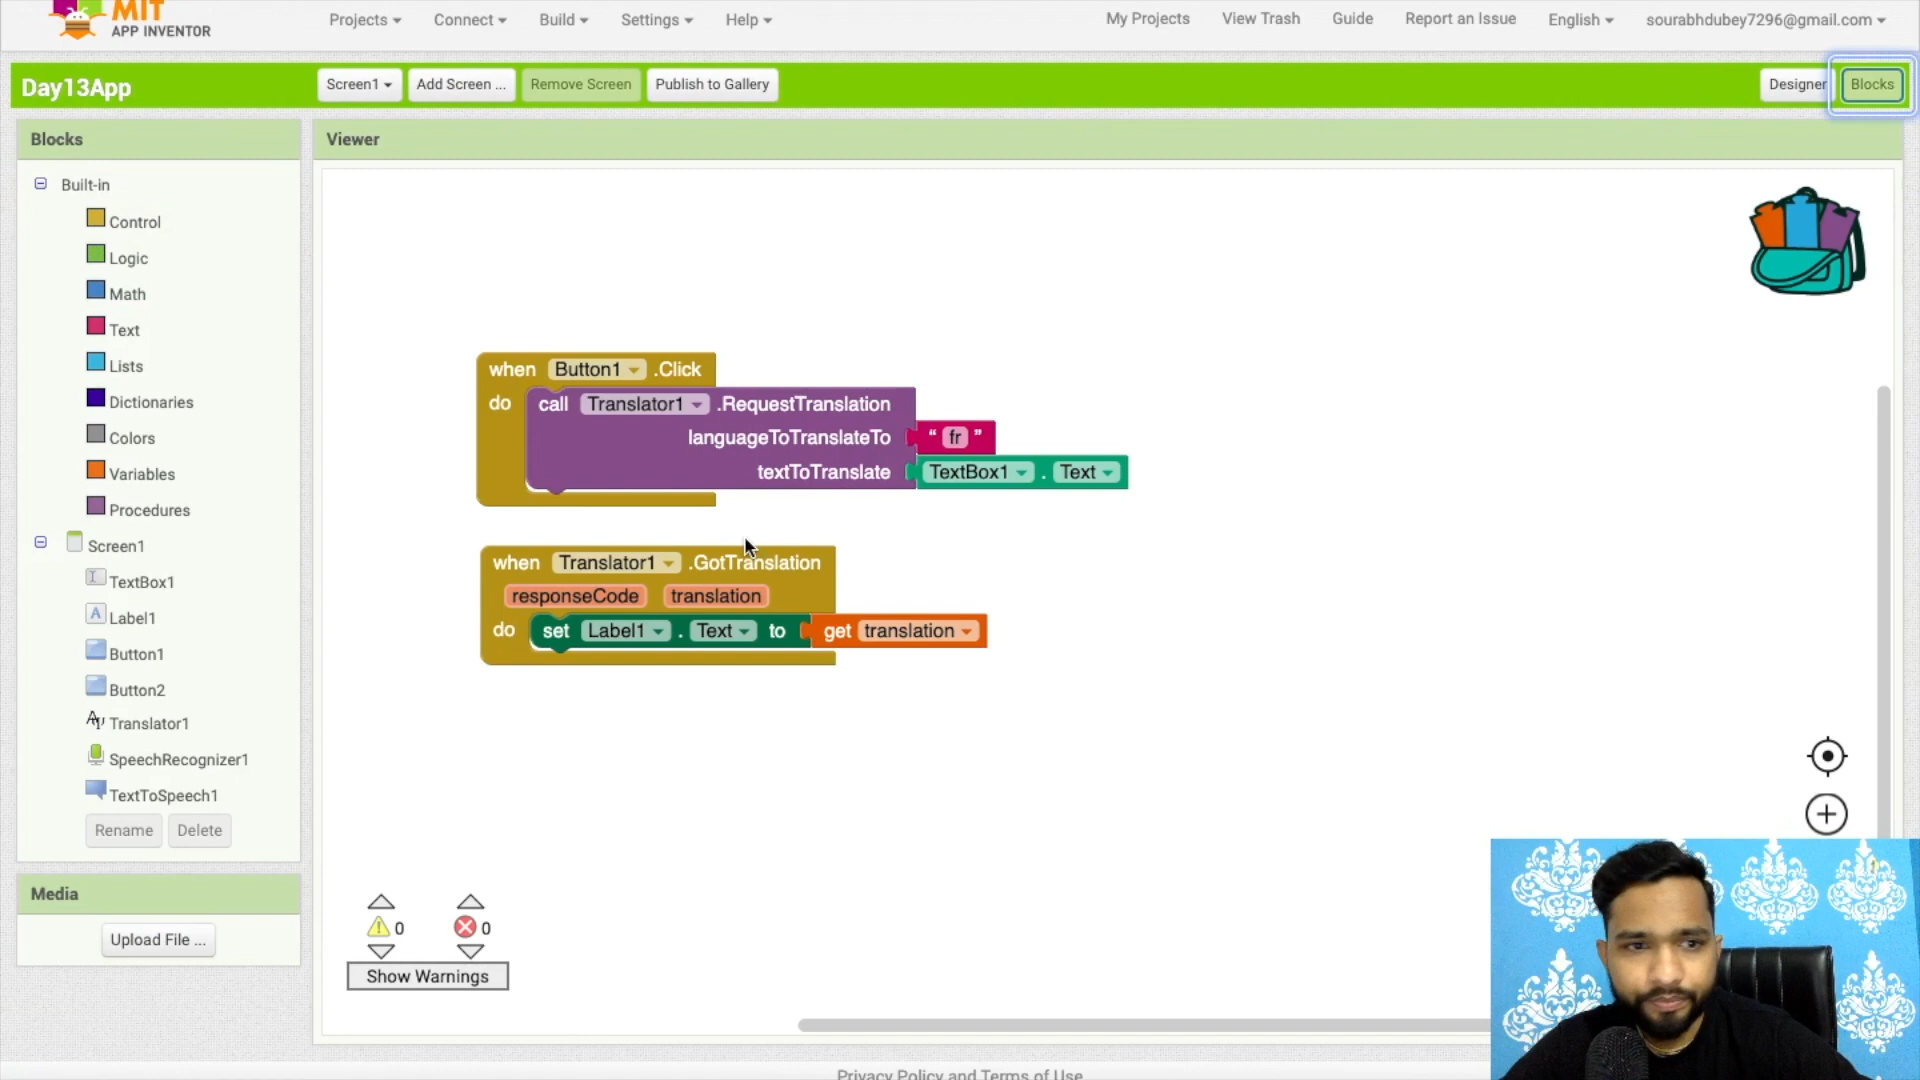 MIT
APP INVENTOR
Projects
Connect
Build
Settings
Help
My Projects
View Trash
Guide
Report an Issue
English
sourabhdubey7296@gmail.com
Day13App
Screen1
Add Screen ...
Remove Screen
Publish to Gallery
Designer
Blocks
Blocks
Viewer
Built-in
Control
Logic
Math
Text
Lists
Dictionaries
Colors
Variables
Procedures
Screen1
TextBox1
Label1
Button1
Button2
Translator1
SpeechRecognizer1
TextToSpeech1
Rename Delete
Media
Upload File ...
when Button1 .Click
do call Translator1 .RequestTranslation
languageToTranslateTo " fr "
textToTranslate TextBox1 . Text
when Translator1 .GotTranslation
responseCode translation
do set Label1 . Text to get translation
0 0
Show Warnings
Privacy Policy and Terms of Use